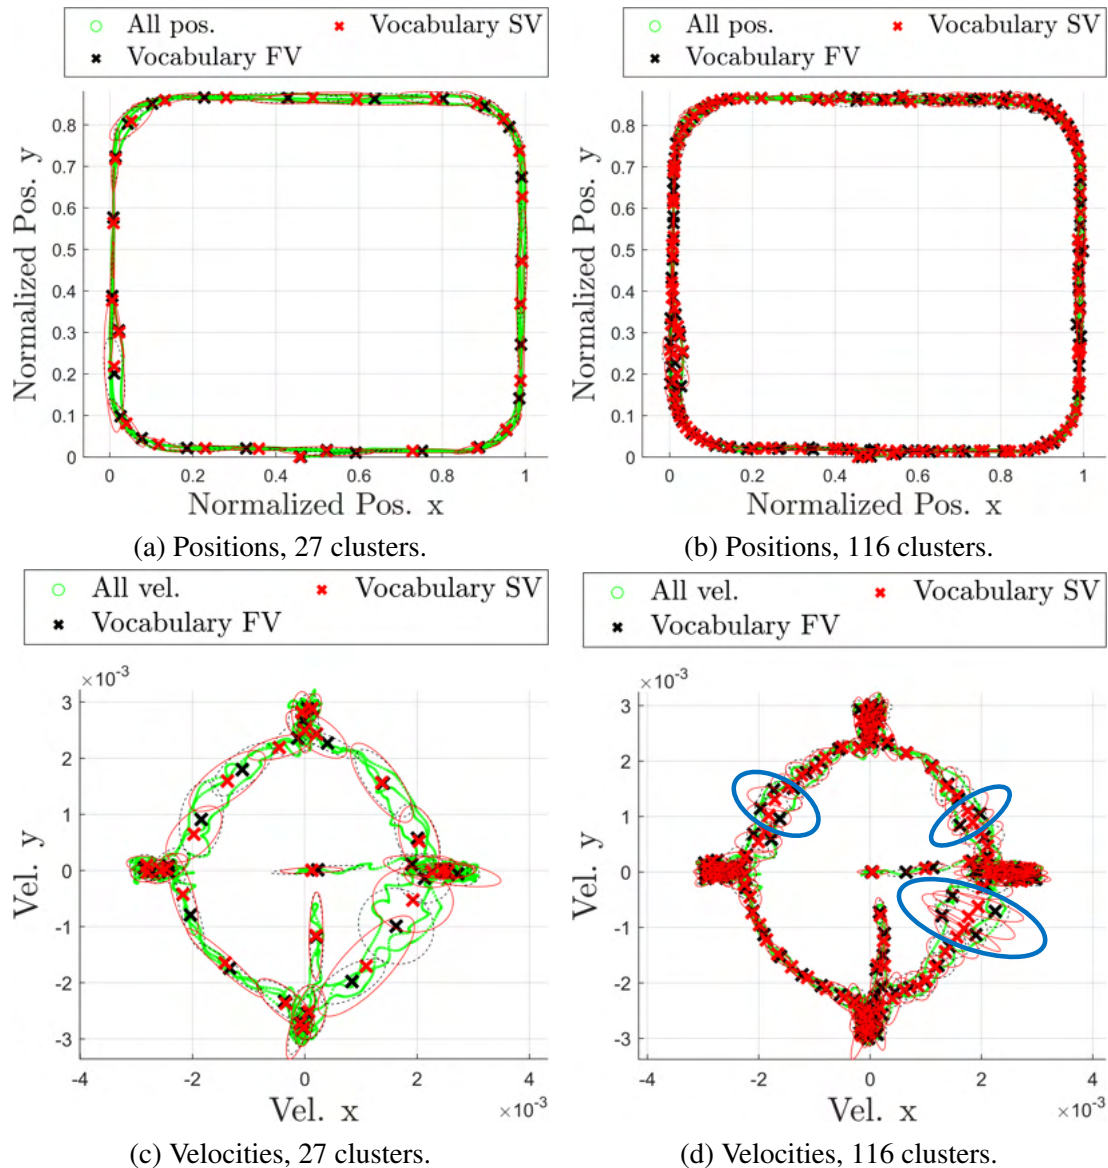 All pos. Vocabulary SV
Vocabulary FV
0.8
0.7
0.6
0.5
0.4
0.3
0.2
0.1
0
0 0.2 0.4 0.6 0.8 1
Normalized Pos. y
Normalized Pos. x
(a) Positions, 27 clusters.
All pos. Vocabulary SV
Vocabulary FV
0.8
0.7
0.6
0.5
0.4
0.3
0.2
0.1
0
0 0.2 0.4 0.6 0.8 1
Normalized Pos. y
Normalized Pos. x
(b) Positions, 116 clusters.
All vel. Vocabulary SV
Vocabulary FV
×10⁻³
3
2
1
0
-1
-2
-3
-4 -2 0 2 4
×10⁻³
Vel. y
Vel. x
(c) Velocities, 27 clusters.
All vel. Vocabulary SV
Vocabulary FV
×10⁻³
3
2
1
0
-1
-2
-3
-4 -2 0 2 4
×10⁻³
Vel. y
Vel. x
(d) Velocities, 116 clusters.